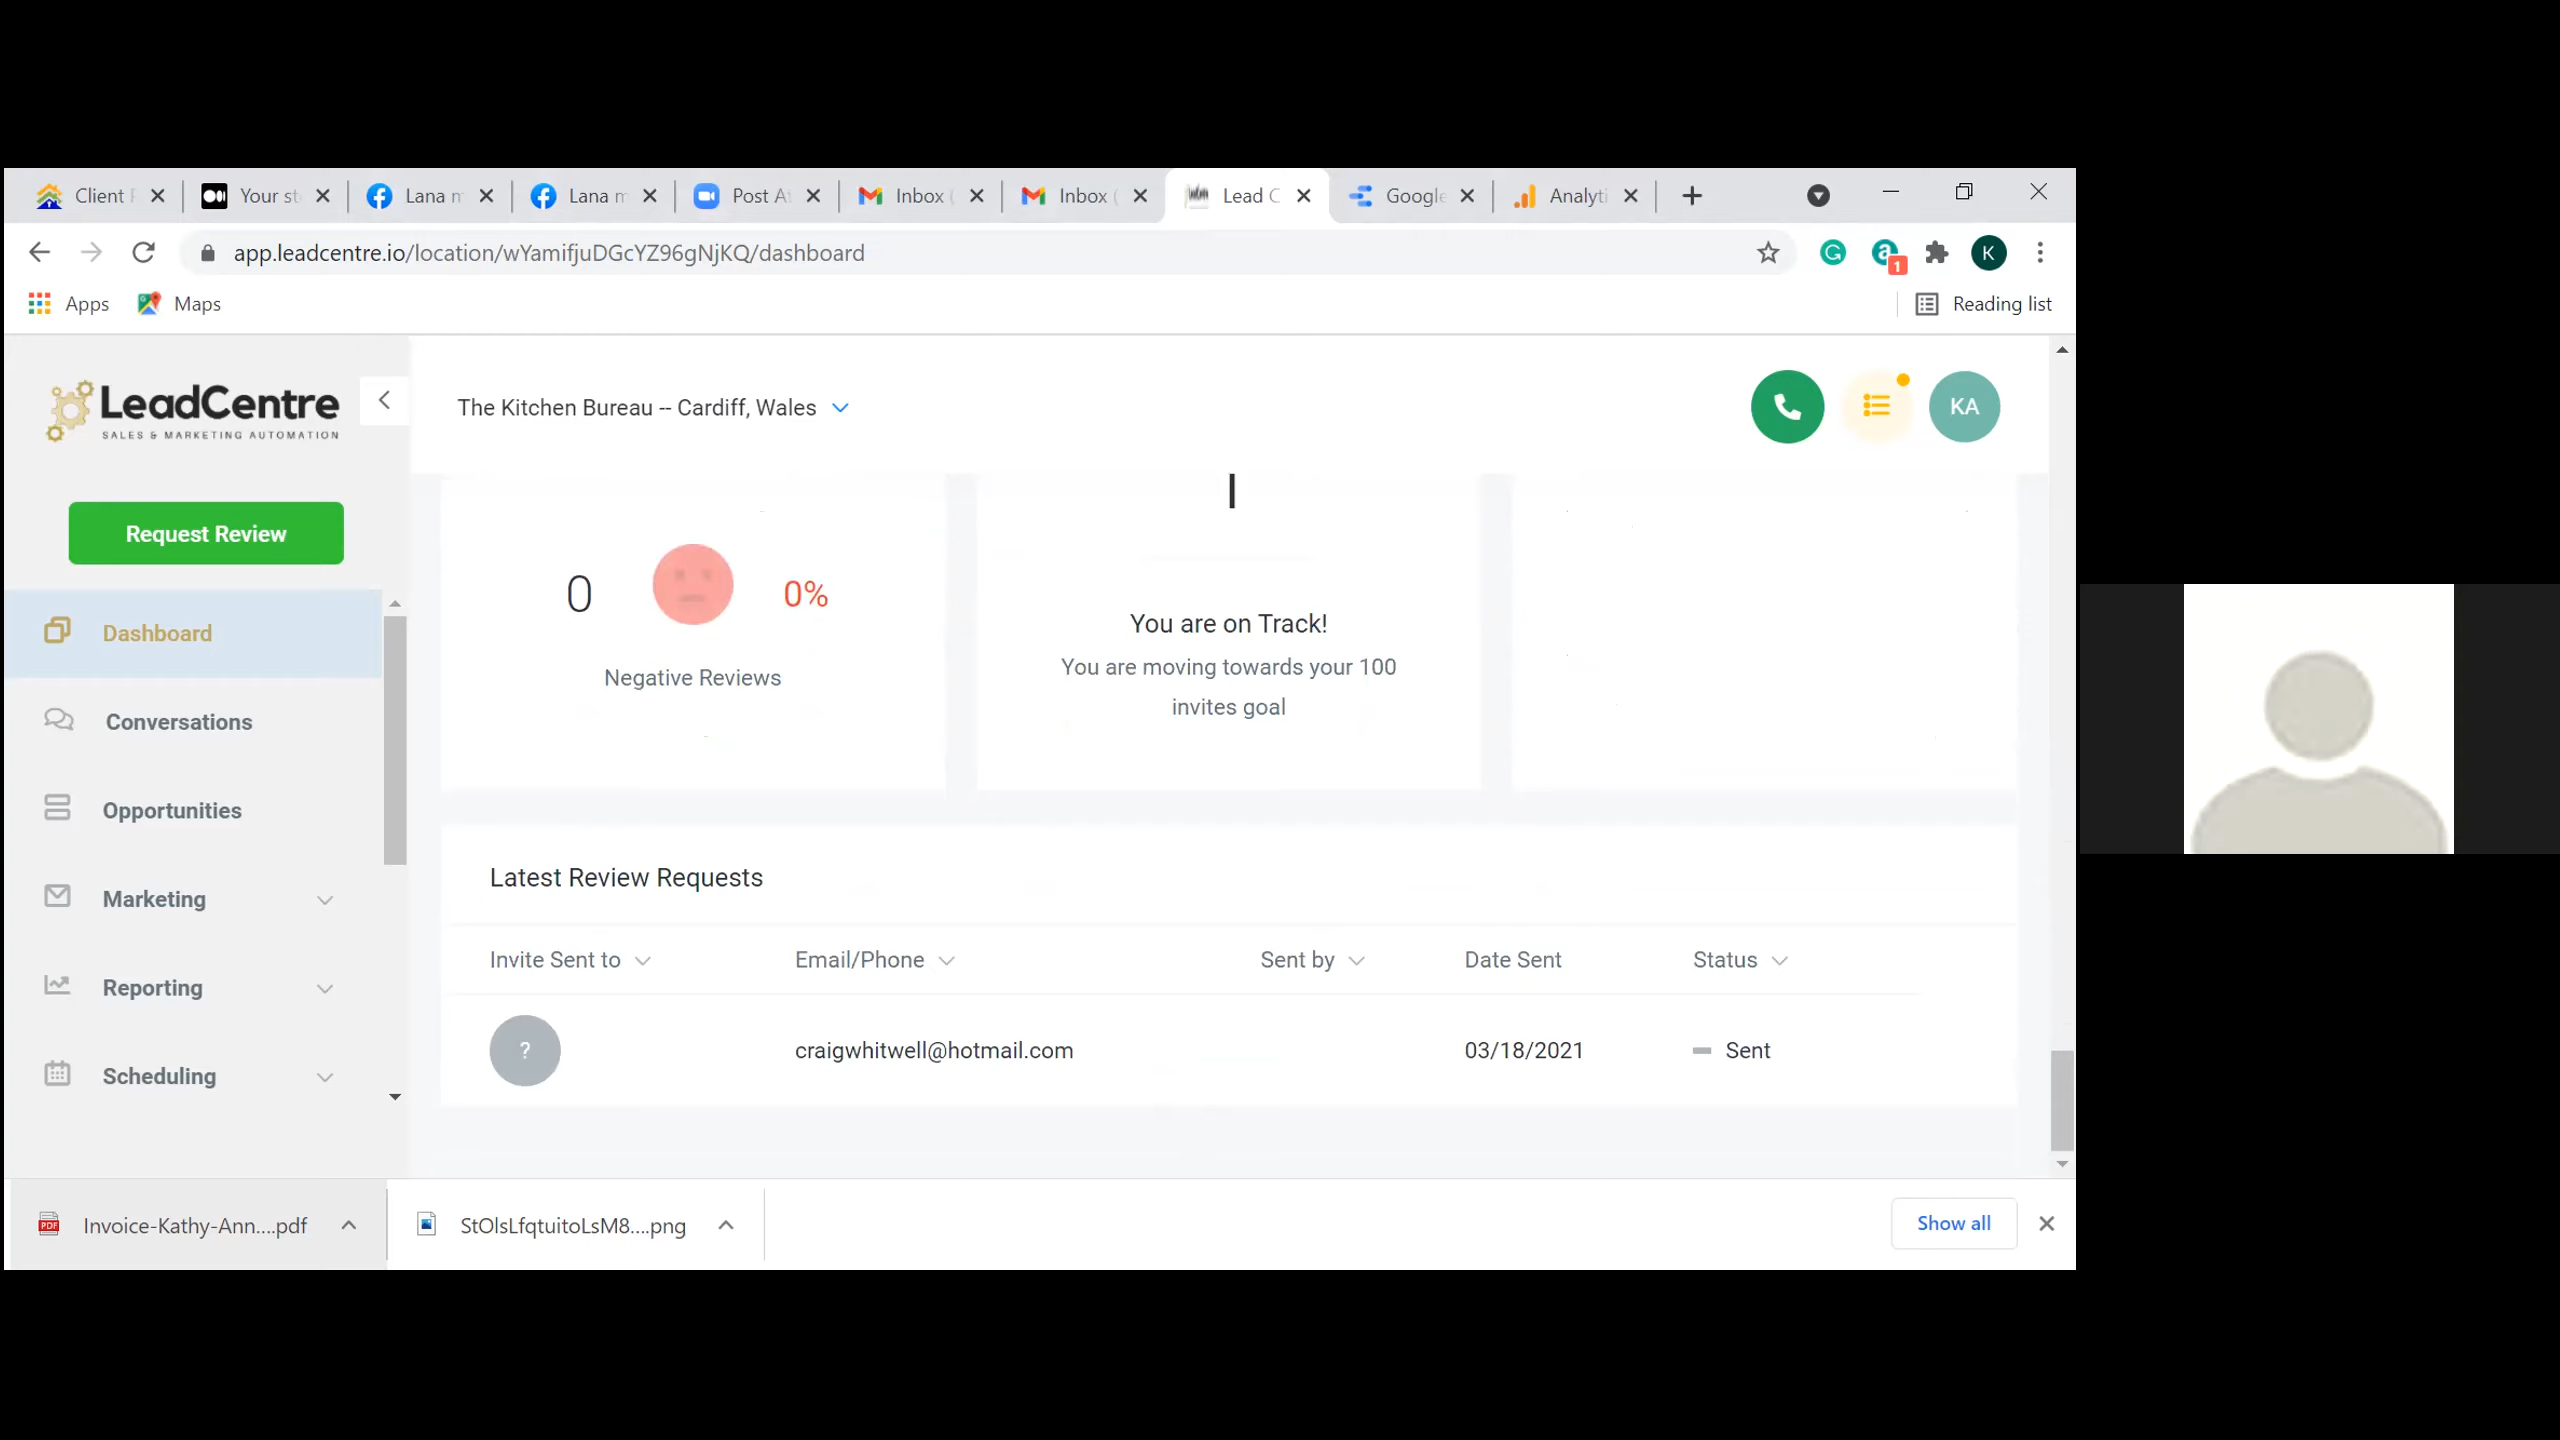 Client
Your st
Lana m
Lana m
Post At
Inbox (
Inbox (
Lead C
Google
Analyti
app.leadcentre.io/location/wYamifjuDGcYZ96gNjKQ/dashboard
1
K
Apps
Maps
Reading list
LeadCentre
SALES & MARKETING AUTOMATION
The Kitchen Bureau -- Cardiff, Wales
KA
Request Review
Dashboard
Conversations
Opportunities
Marketing
Reporting
Scheduling
0
0%
Negative Reviews
You are on Track!
You are moving towards your 100
invites goal
Latest Review Requests
Invite Sent to
Email/Phone
Sent by
Date Sent
Status
?
craigwhitwell@hotmail.com
03/18/2021
Sent
PDF
Invoice-Kathy-Ann....pdf
StOlsLfqtuitoLsM8....png
Show all